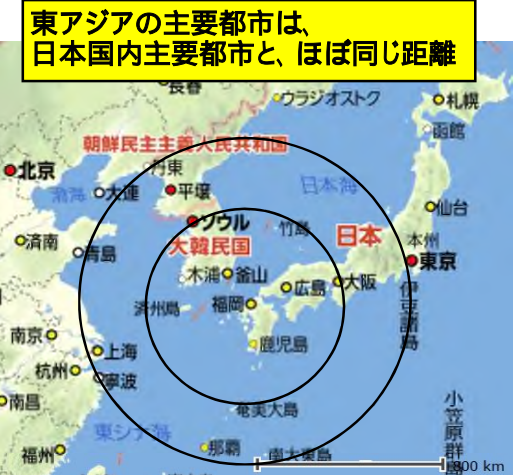 東アジアの主要都市は、
日本国内主要都市と、ほぼ同じ距離
長春
ウラジオストク
札幌
函館
朝鮮民主主義人民共和国
丹東
北京
渤海
大連
平壌
日本海
仙台
ソウル
竹島
日本
本州
済南
青島
大韓民国
東京
木浦
釜山
広島
大阪
済州島
福岡
伊豆諸島
南京
上海
鹿児島
杭州
寧波
南昌
奄美大島
小笠原群
東シナ海
福州
那覇
南大東島
800 km